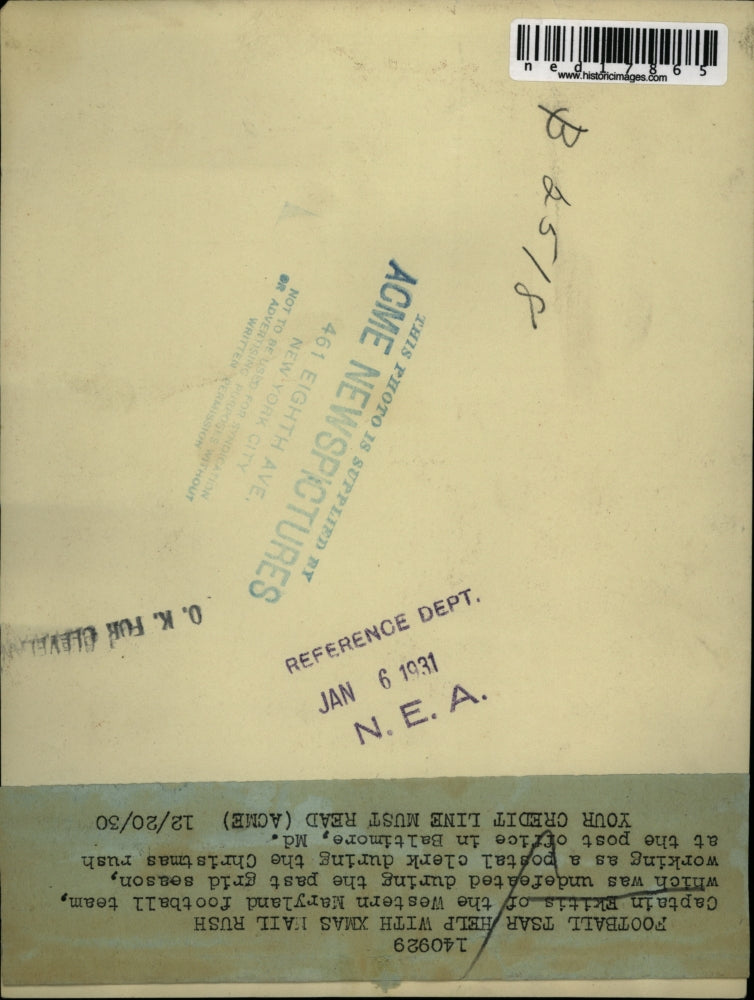 ned17865
www.historicimages.com
B 2518
THIS PHOTO IS SUPPLIED BY
ACME NEWSPICTURES
461 EIGHTH AVE.
NEW YORK CITY
NOT TO BE USED FOR SYNDICATION
OR ADVERTISING PURPOSES WITHOUT
WRITTEN PERMISSION
O. K. FOR
REFERENCE DEPT.
JAN 6 1931
N. E. A.
140929
FOOTBALL TSAR HELP WITH XMAS MAIL RUSH
Captain Ekitis of the Western Maryland football team,
which was undefeated during the past grid season,
working as a postal clerk during the Christmas rush
at the post office in Baltimore, Md.
YOUR CREDIT LINE MUST READ (ACME) 12/20/30